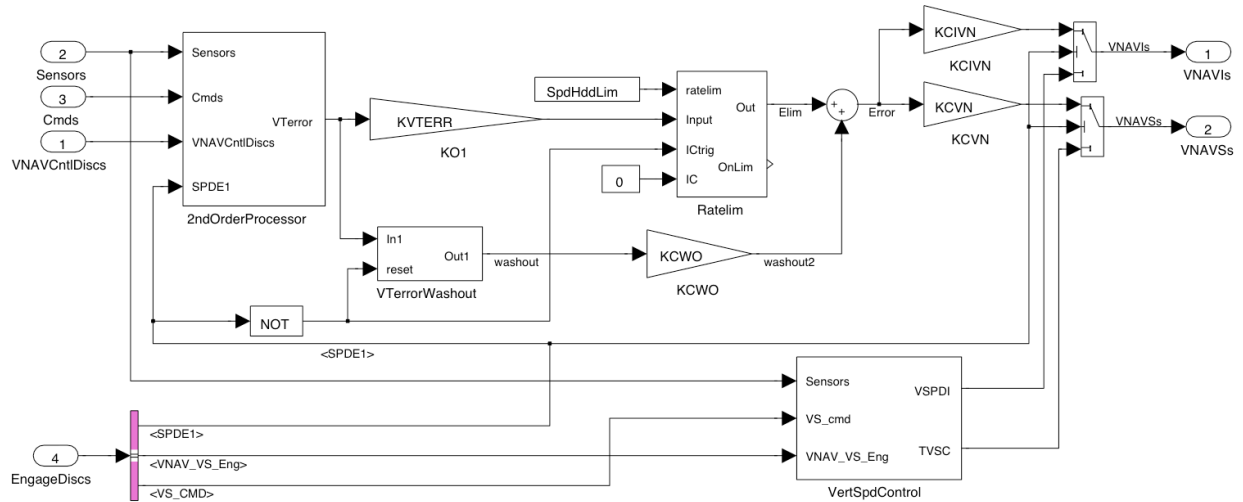 2
Sensors
3
Cmds
1
VNAVCntlDiscs
Sensors
Cmds
VNAVCntlDiscs
SPDE1
VTerror
2ndOrderProcessor
KVTERR
KO1
SpdHddLim
0
ratelim
Input
ICtrig
IC
Out
OnLim
Ratelim
Elim
+
+
Error
KCIVN
KCIVN
KCVN
KCVN
VNAVIs
1
VNAVIs
VNAVSs
2
VNAVSs
In1
reset
Out1
VTerrorWashout
washout
KCWO
KCWO
washout2
NOT
<SPDE1>
4
EngageDiscs
<SPDE1>
<VNAV_VS_Eng>
<VS_CMD>
Sensors
VS_cmd
VNAV_VS_Eng
VSPDI
TVSC
VertSpdControl